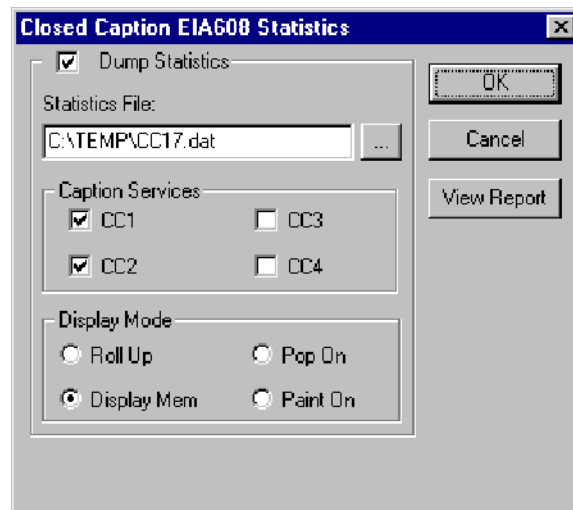 Closed Caption EIA608 Statistics
Dump Statistics
OK
Statistics File:
C:\TEMP\CC17.dat
...
Cancel
View Report
Caption Services
CC1
CC3
CC2
CC4
Display Mode
Roll Up
Pop On
Display Mem
Paint On